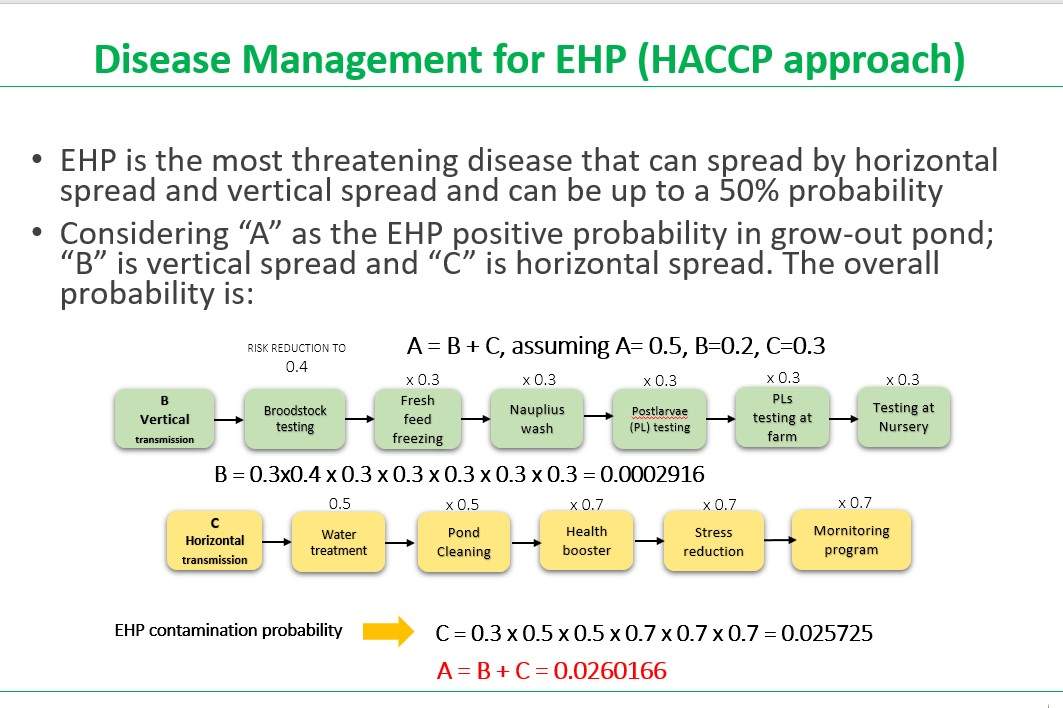 Disease Management for EHP (HACCP approach)
• EHP is the most threatening disease that can spread by horizontal
spread and vertical spread and can be up to a 50% probability
• Considering “A” as the EHP positive probability in grow-out pond;
“B” is vertical spread and “C” is horizontal spread. The overall
probability is:
RISK REDUCTION TO
0.4
A = B + C, assuming A= 0.5, B=0.2, C=0.3
x 0.3
x 0.3
x 0.3
x 0.3
x 0.3
B
Vertical
transmission
Broodstock
testing
Fresh
feed
freezing
Nauplius
wash
Postlarvae
(PL) testing
PLs
testing at
farm
Testing at
Nursery
B = 0.3x0.4 x 0.3 x 0.3 x 0.3 x 0.3 x 0.3 = 0.0002916
0.5
x 0.5
x 0.7
x 0.7
x 0.7
C
Horizontal
transmission
Water
treatment
Pond
Cleaning
Health
booster
Stress
reduction
Mornitoring
program
EHP contamination probability
C = 0.3 x 0.5 x 0.5 x 0.7 x 0.7 x 0.7 = 0.025725
A = B + C = 0.0260166